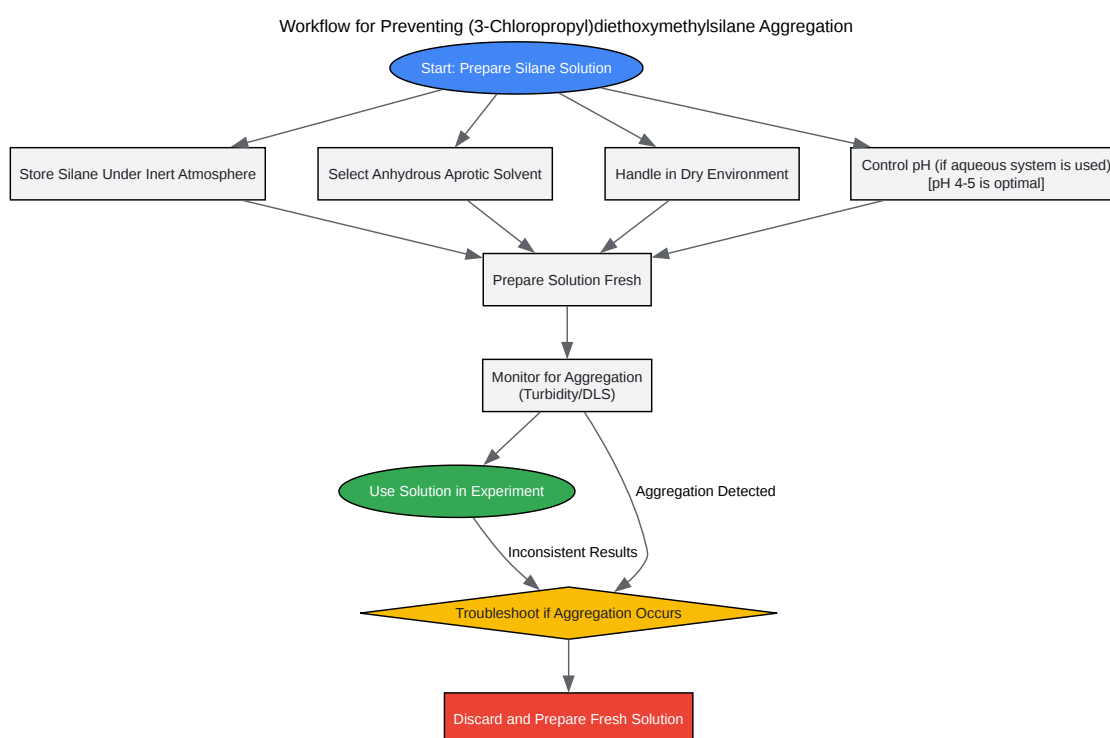 Workflow for Preventing (3-Chloropropyl)diethoxymethylsilane Aggregation
Start: Prepare Silane Solution
Store Silane Under Inert Atmosphere
Select Anhydrous Aprotic Solvent
Handle in Dry Environment
Control pH (if aqueous system is used)
[pH 4-5 is optimal]
Prepare Solution Fresh
Monitor for Aggregation
(Turbidity/DLS)
Use Solution in Experiment
Aggregation Detected
Inconsistent Results
Troubleshoot if Aggregation Occurs
Discard and Prepare Fresh Solution